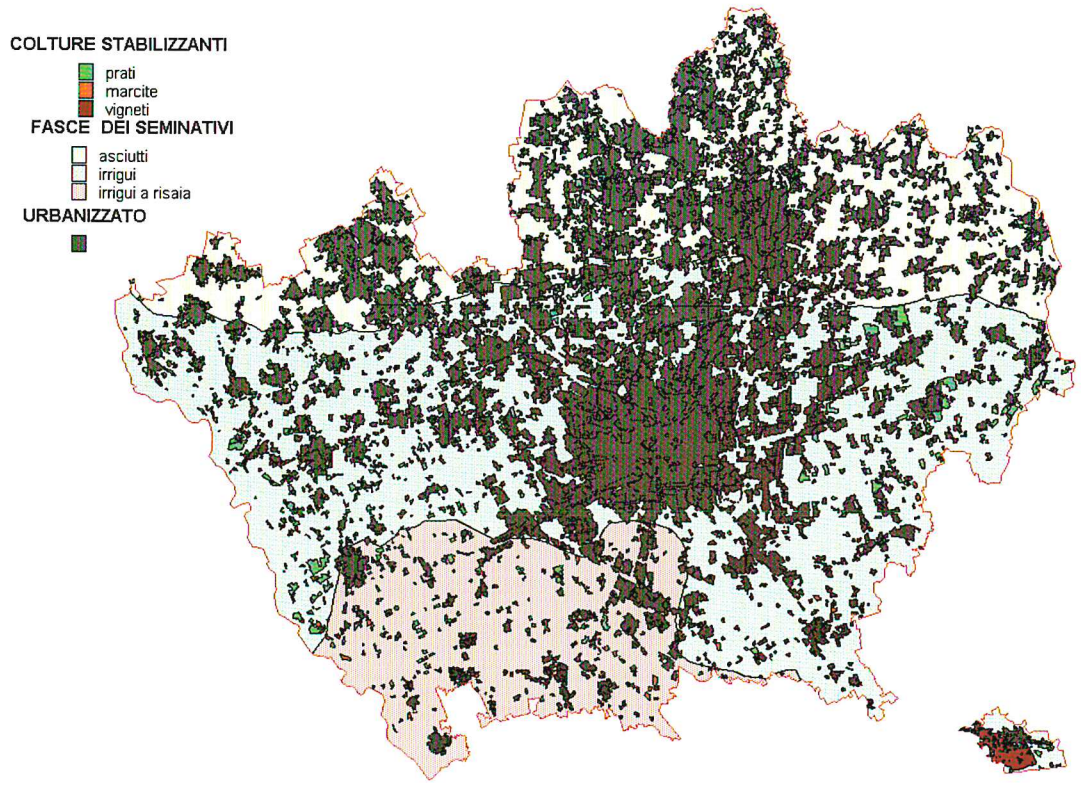 COLTURE STABILIZZANTI
prati
marcite
vigneti
FASCE DEI SEMINATIVI
asciutti
irrigui
irrigui a risaia
URBANIZZATO